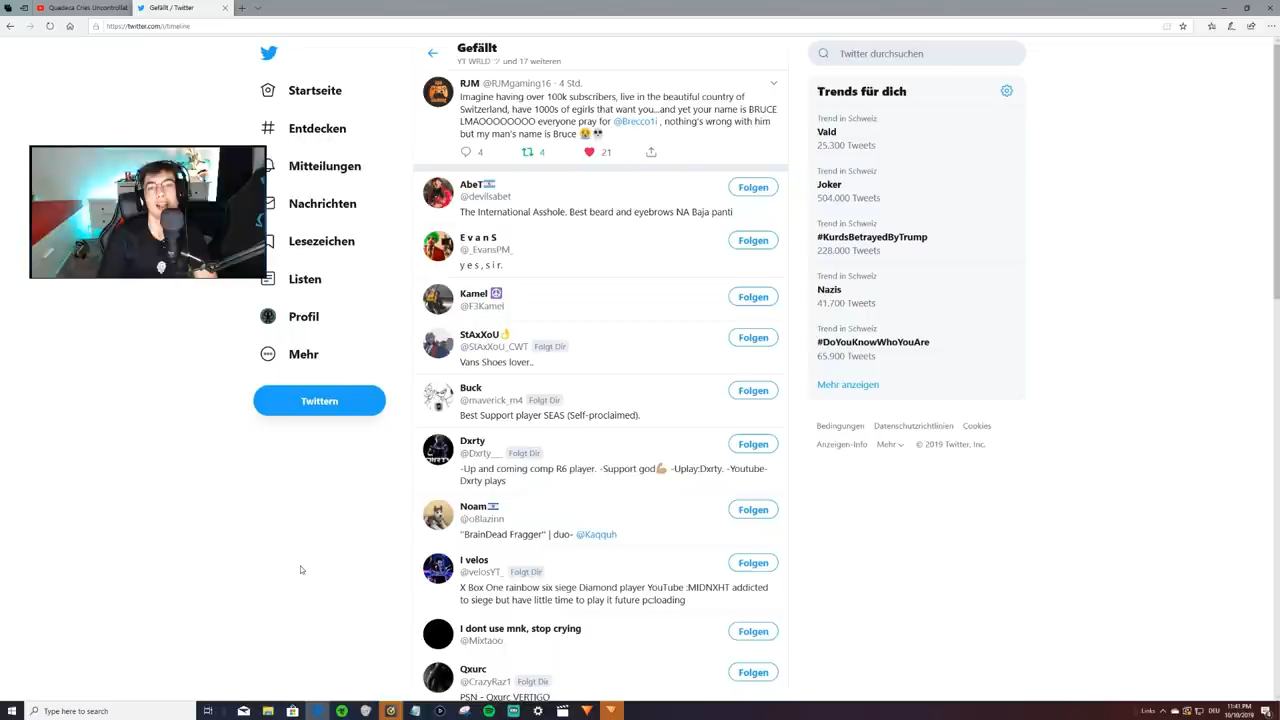 Quadeca Cries Uncontrollat
Gefällt / Twitter
https://twitter.com/i/timeline
Startseite
Entdecken
Mitteilungen
Nachrichten
Lesezeichen
Listen
Profil
Mehr
Twittern
Gefällt
YT WRLD ツ und 17 weiteren
RJM @RJMgaming16 · 4 Std.
Imagine having over 100k subscribers, live in the beautiful country of
Switzerland, have 1000s of egirls that want you...and yet your name is BRUCE
LMAOOOOOOOO everyone pray for @Brecco1i , nothing's wrong with him
but my man's name is Bruce 😭💀
4 4 21
AbeT🇮🇱
@devilsabet
Folgen
The International Asshole. Best beard and eyebrows NA Baja panti
E v a n S
@_EvansPM_
Folgen
y e s , s i r.
Kamel ☮
@F3Kamel
Folgen
StAxXoU👌
@StAxXoU_CWT Folgt Dir
Folgen
Vans Shoes lover..
Buck
@maverick_m4 Folgt Dir
Folgen
Best Support player SEAS (Self-proclaimed).
Dxrty
@Dxrty__ Folgt Dir
Folgen
-Up and coming comp R6 player. -Support god💪🏽 -Uplay:Dxrty. -Youtube-
Dxrty plays
Noam🇮🇱
@oBlazinn
Folgen
"BrainDead Fragger" | duo- @Kaqquh
I velos
@velosYT_ Folgt Dir
Folgen
X Box One rainbow six siege Diamond player YouTube :MIDNXHT addicted
to siege but have little time to play it future pc:loading
I dont use mnk, stop crying
@Mixtaoo
Folgen
Qxurc
@CrazyRaz1 Folgt Dir
Folgen
PSN - Qxurc VERTIGO
Twitter durchsuchen
Trends für dich
Trend in Schweiz
Vald
25.300 Tweets
Trend in Schweiz
Joker
504.000 Tweets
Trend in Schweiz
#KurdsBetrayedByTrump
228.000 Tweets
Trend in Schweiz
Nazis
41.700 Tweets
Trend in Schweiz
#DoYouKnowWhoYouAre
65.900 Tweets
Mehr anzeigen
Bedingungen Datenschutzrichtlinien Cookies
Anzeigen-Info Mehr © 2019 Twitter, Inc.
Type here to search
Links
DEU
11:41 PM
10/10/2019